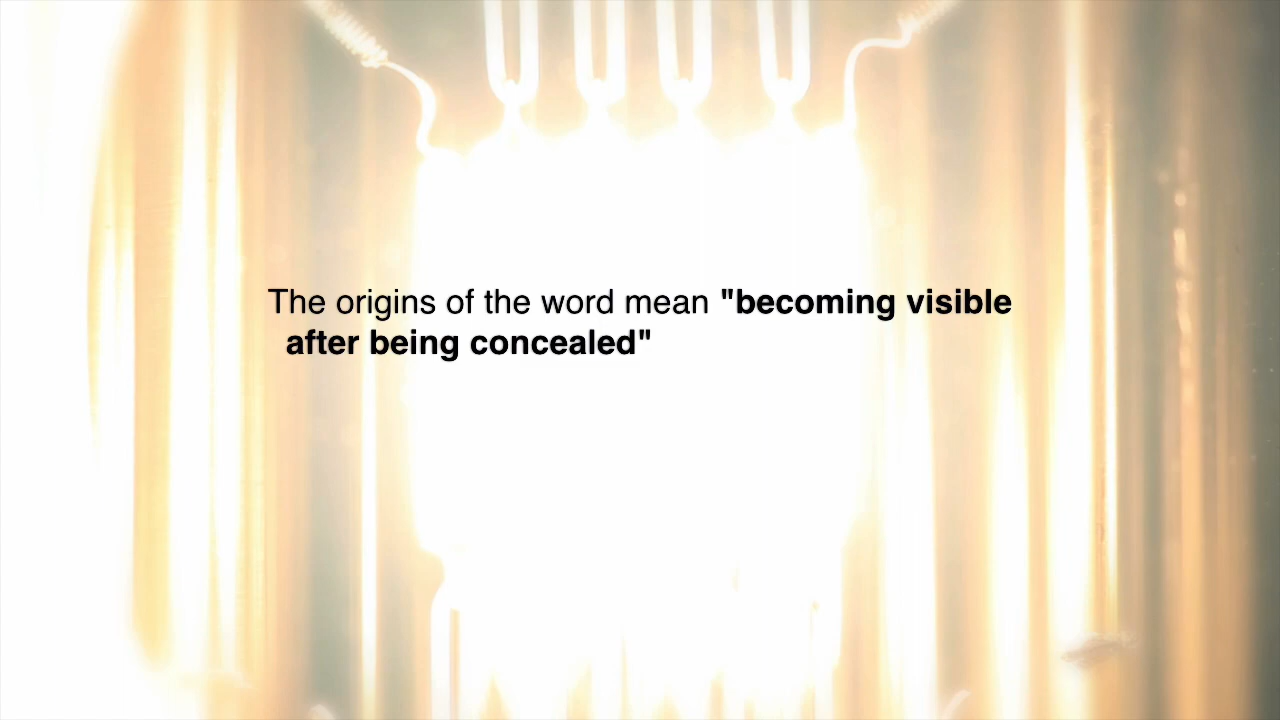 The origins of the word mean "becoming visible
after being concealed"